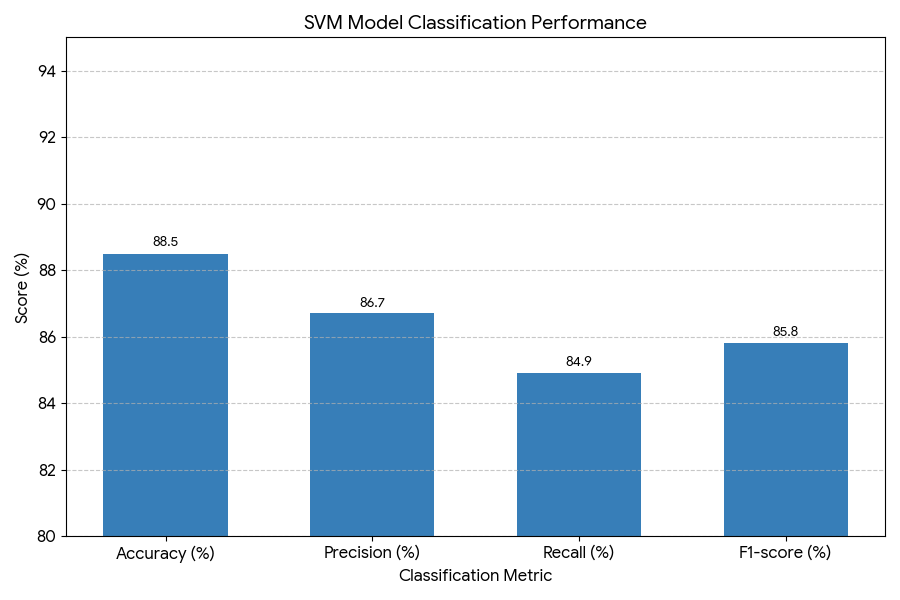 SVM Model Classification Performance
Score (%)
94
92
90
88
86
84
82
80
88.5
86.7
84.9
85.8
Accuracy (%)
Precision (%)
Recall (%)
F1-score (%)
Classification Metric